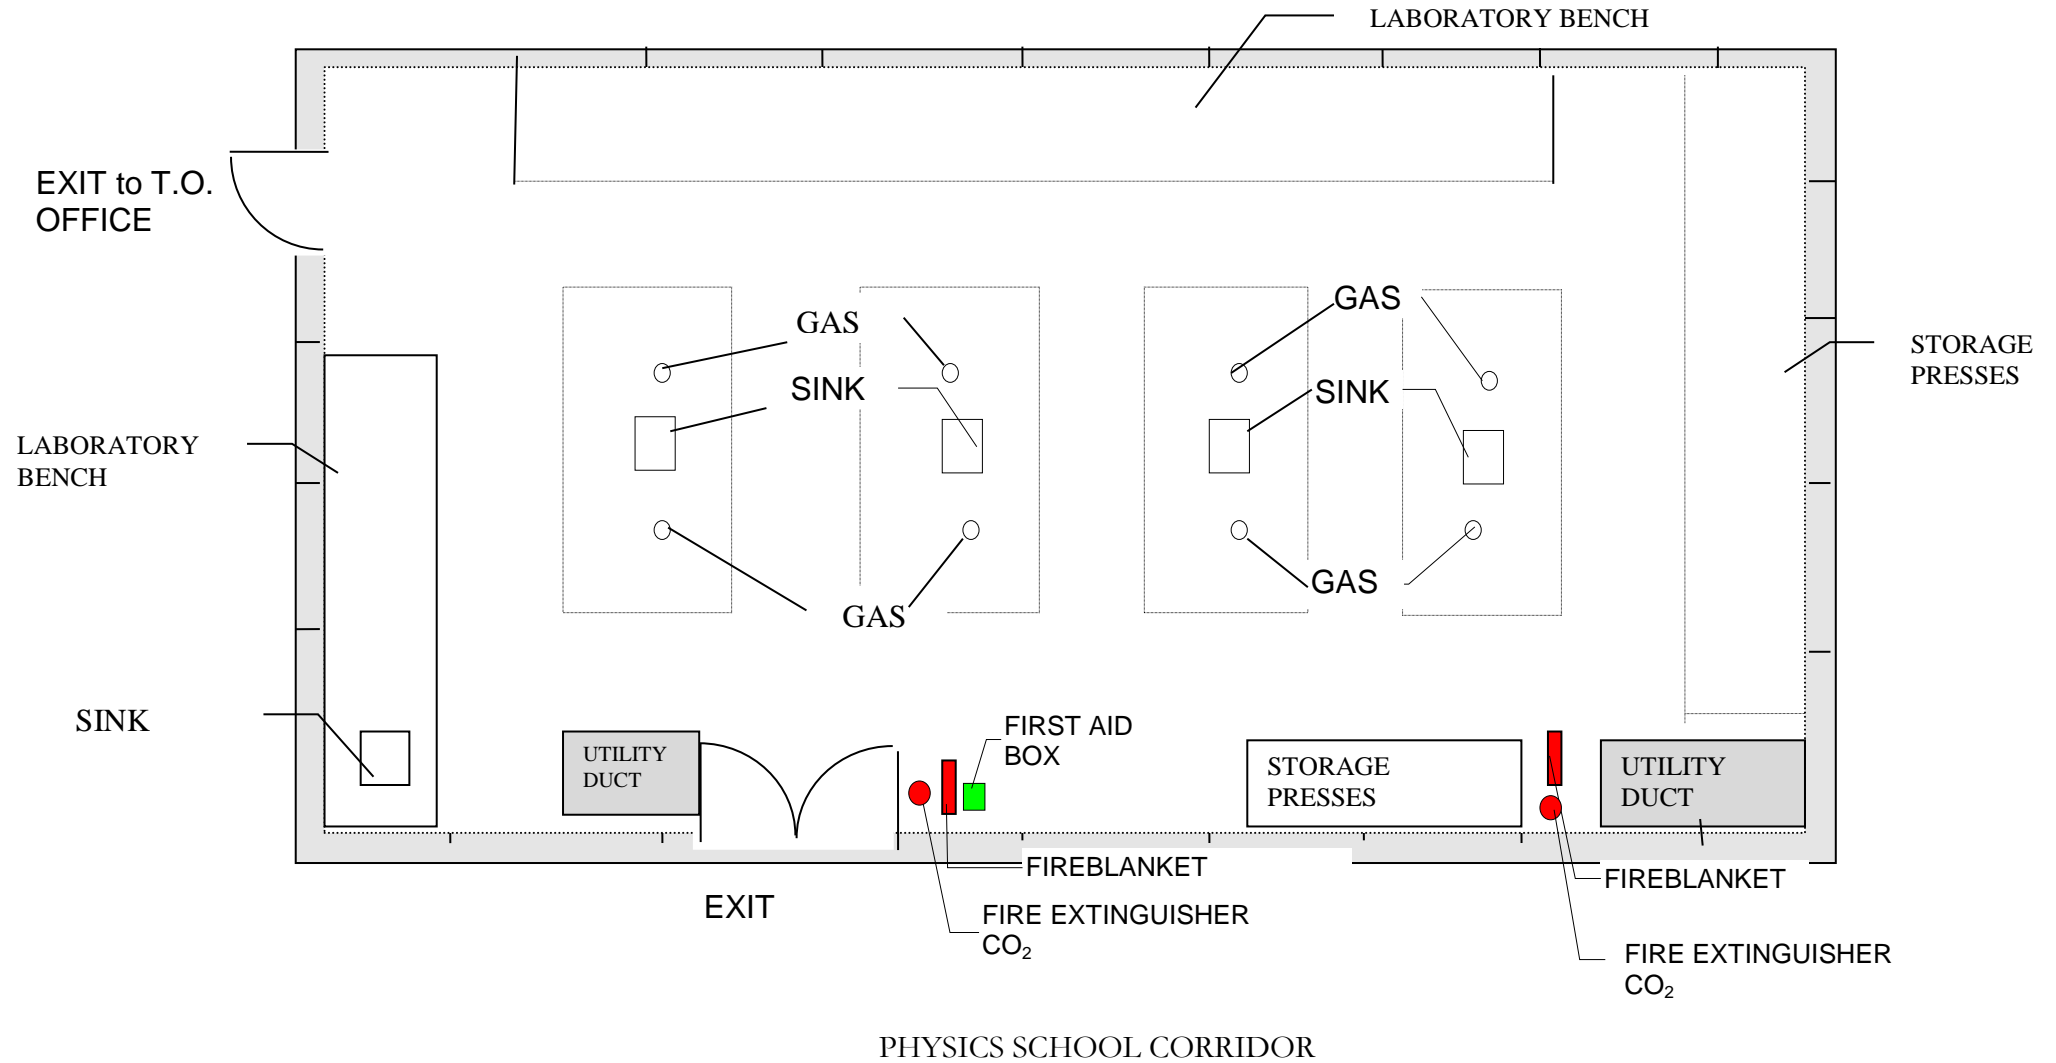 LABORATORY BENCH
EXIT to T.O.
OFFICE
GAS
GAS
SINK
SINK
STORAGE
PRESSES
LABORATORY
BENCH
GAS
GAS
SINK
FIRST AID
BOX
UTILITY
DUCT
STORAGE
PRESSES
UTILITY
DUCT
FIREBLANKET
FIREBLANKET
EXIT
FIRE EXTINGUISHER
CO₂
FIRE EXTINGUISHER
CO₂
PHYSICS SCHOOL CORRIDOR